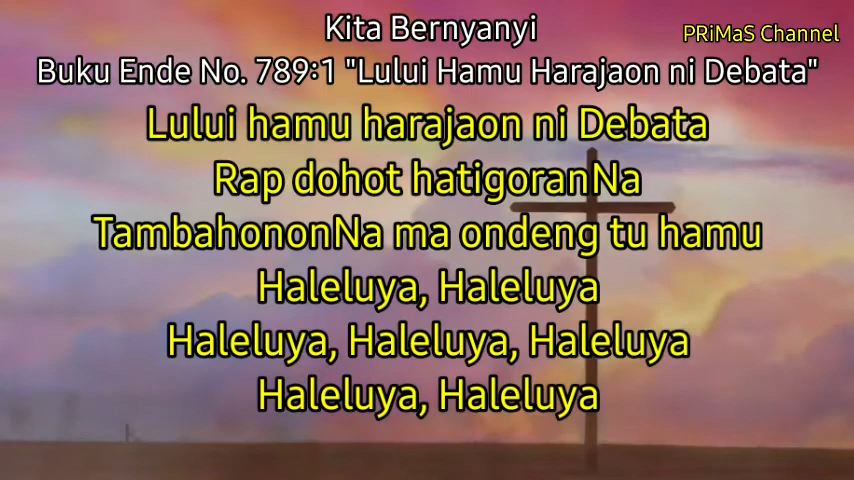 Kita Bernyanyi
PRiMaS Channel
Buku Ende No. 789:1 "Lului Hamu Harajaon ni Debata"
Lului hamu harajaon ni Debata
Rap dohot hatigoranNa
TambahononNa ma ondeng tu hamu
Haleluya, Haleluya
Haleluya, Haleluya, Haleluya
Haleluya, Haleluya